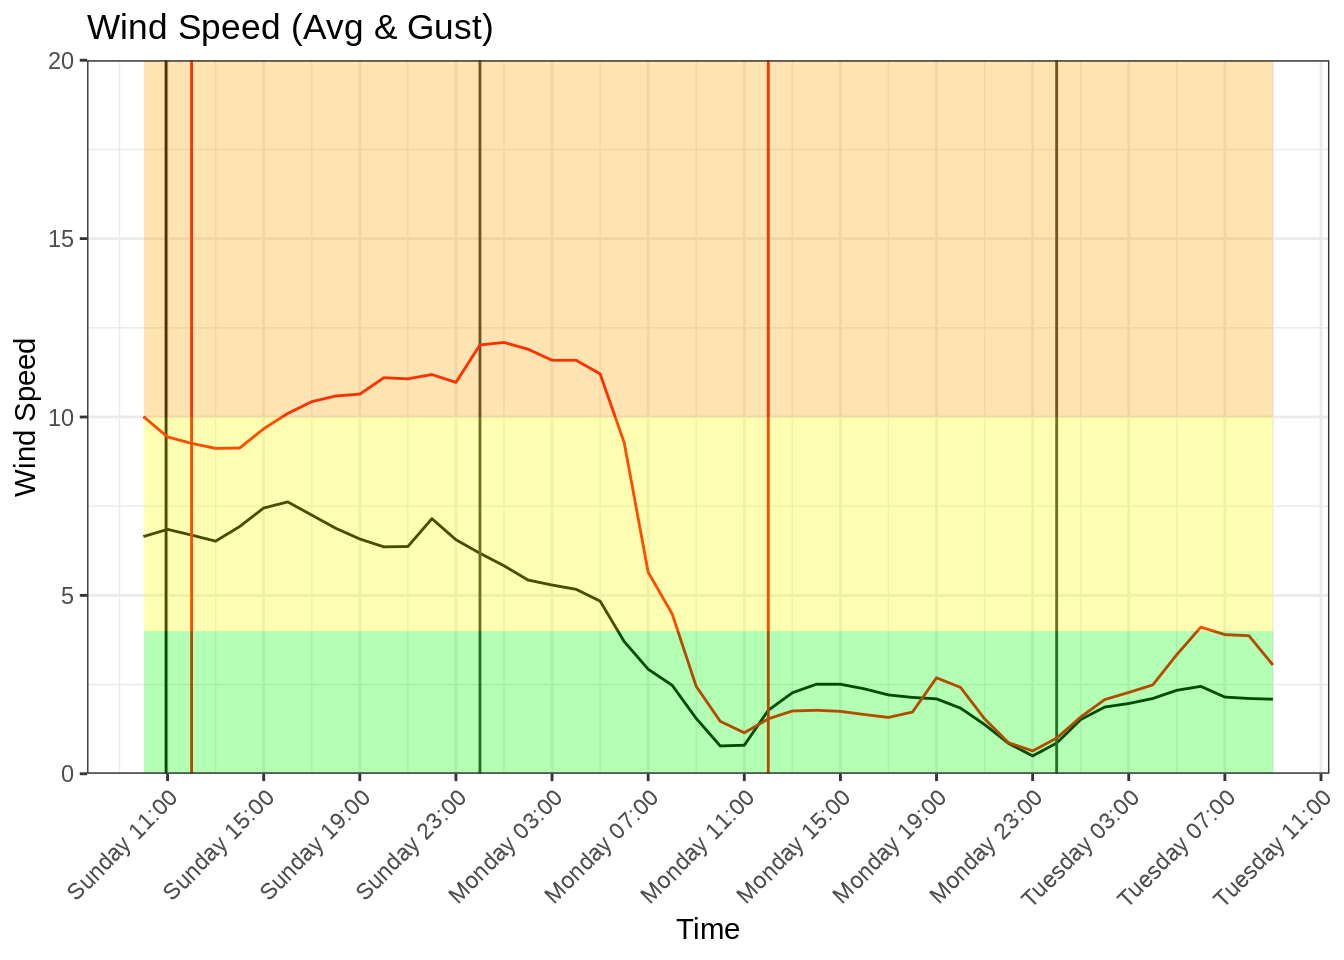 Wind Speed (Avg & Gust)
20
15
10
5
0
Wind Speed
Sunday 11:00
Sunday 15:00
Sunday 19:00
Sunday 23:00
Monday 03:00
Monday 07:00
Monday 11:00
Monday 15:00
Monday 19:00
Monday 23:00
Tuesday 03:00
Tuesday 07:00
Tuesday 11:00
Time